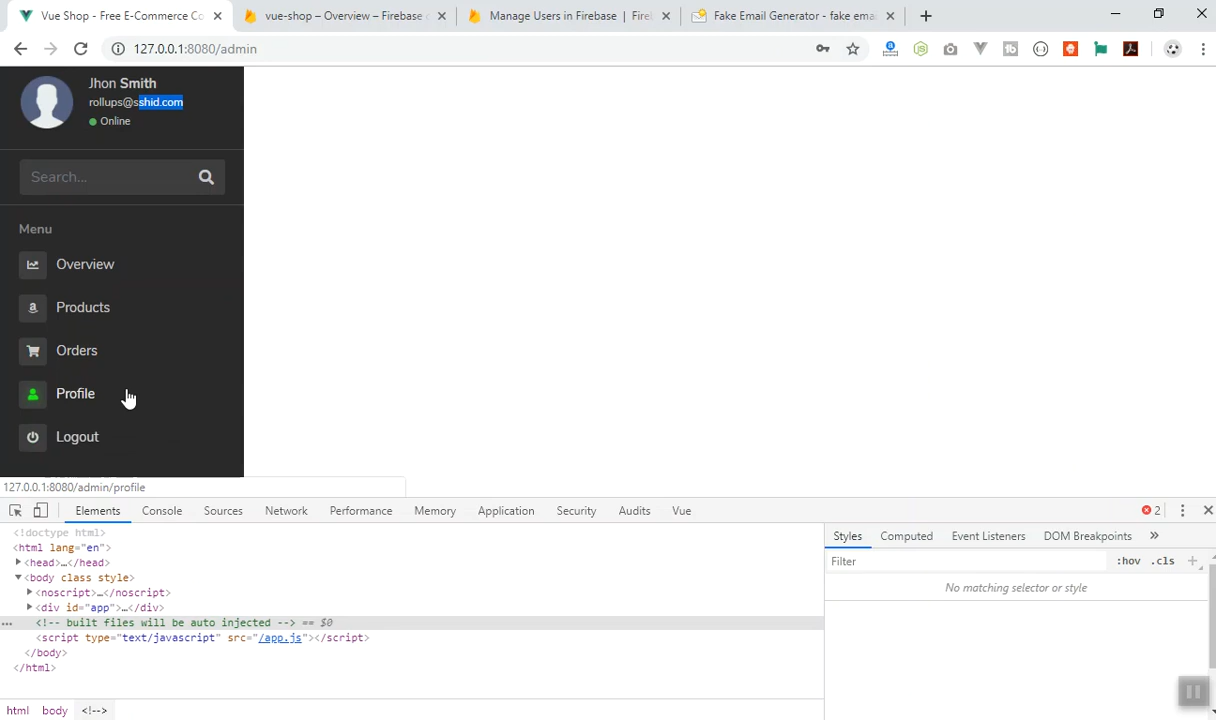 Vue Shop - Free E-Commerce Co
vue-shop – Overview – Firebase c
Manage Users in Firebase | Fire
Fake Email Generator - fake ema
127.0.0.1:8080/admin
Jhon Smith
rollups@sshid.com
Online
Search...
Menu
Overview
Products
Orders
Profile
Logout
127.0.0.1:8080/admin/profile
Elements Console Sources Network Performance Memory Application Security Audits Vue 2
<!doctype html>
<html lang="en">
<head>…</head>
<body class style>
<noscript>…</noscript>
<div id="app">…</div>
<!-- built files will be auto injected --> == $0
<script type="text/javascript" src="/app.js"></script>
</body>
</html>
html body <!-->
Styles Computed Event Listeners DOM Breakpoints »
Filter :hov .cls +
No matching selector or style